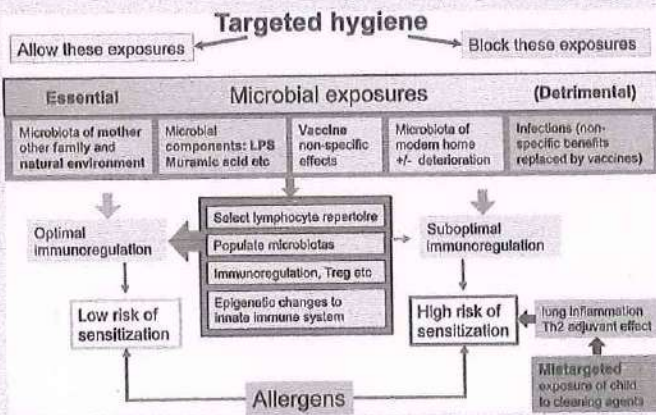 Targeted hygiene
Allow these exposures
Block these exposures
Essential
Microbial exposures
(Detrimental)
Microbiota of mother
other family and
natural environment
Microbial
components: LPS
Muramic acid etc
Vaccine
non-specific
effects
Microbiota of
modern home
+/- deterioration
Infections (non-
specific benefits
replaced by vaccines)
Optimal
immunoregulation
Select lymphocyte repertoire
Populate microbiotas
Immunoregulation, Treg etc
Epigenetic changes to
innate immune system
Suboptimal
immunoregulation
Low risk of
sensitization
High risk of
sensitization
lung inflammation
Th2 adjuvant effect
Mistargeted
exposure of child
to cleaning agents
Allergens